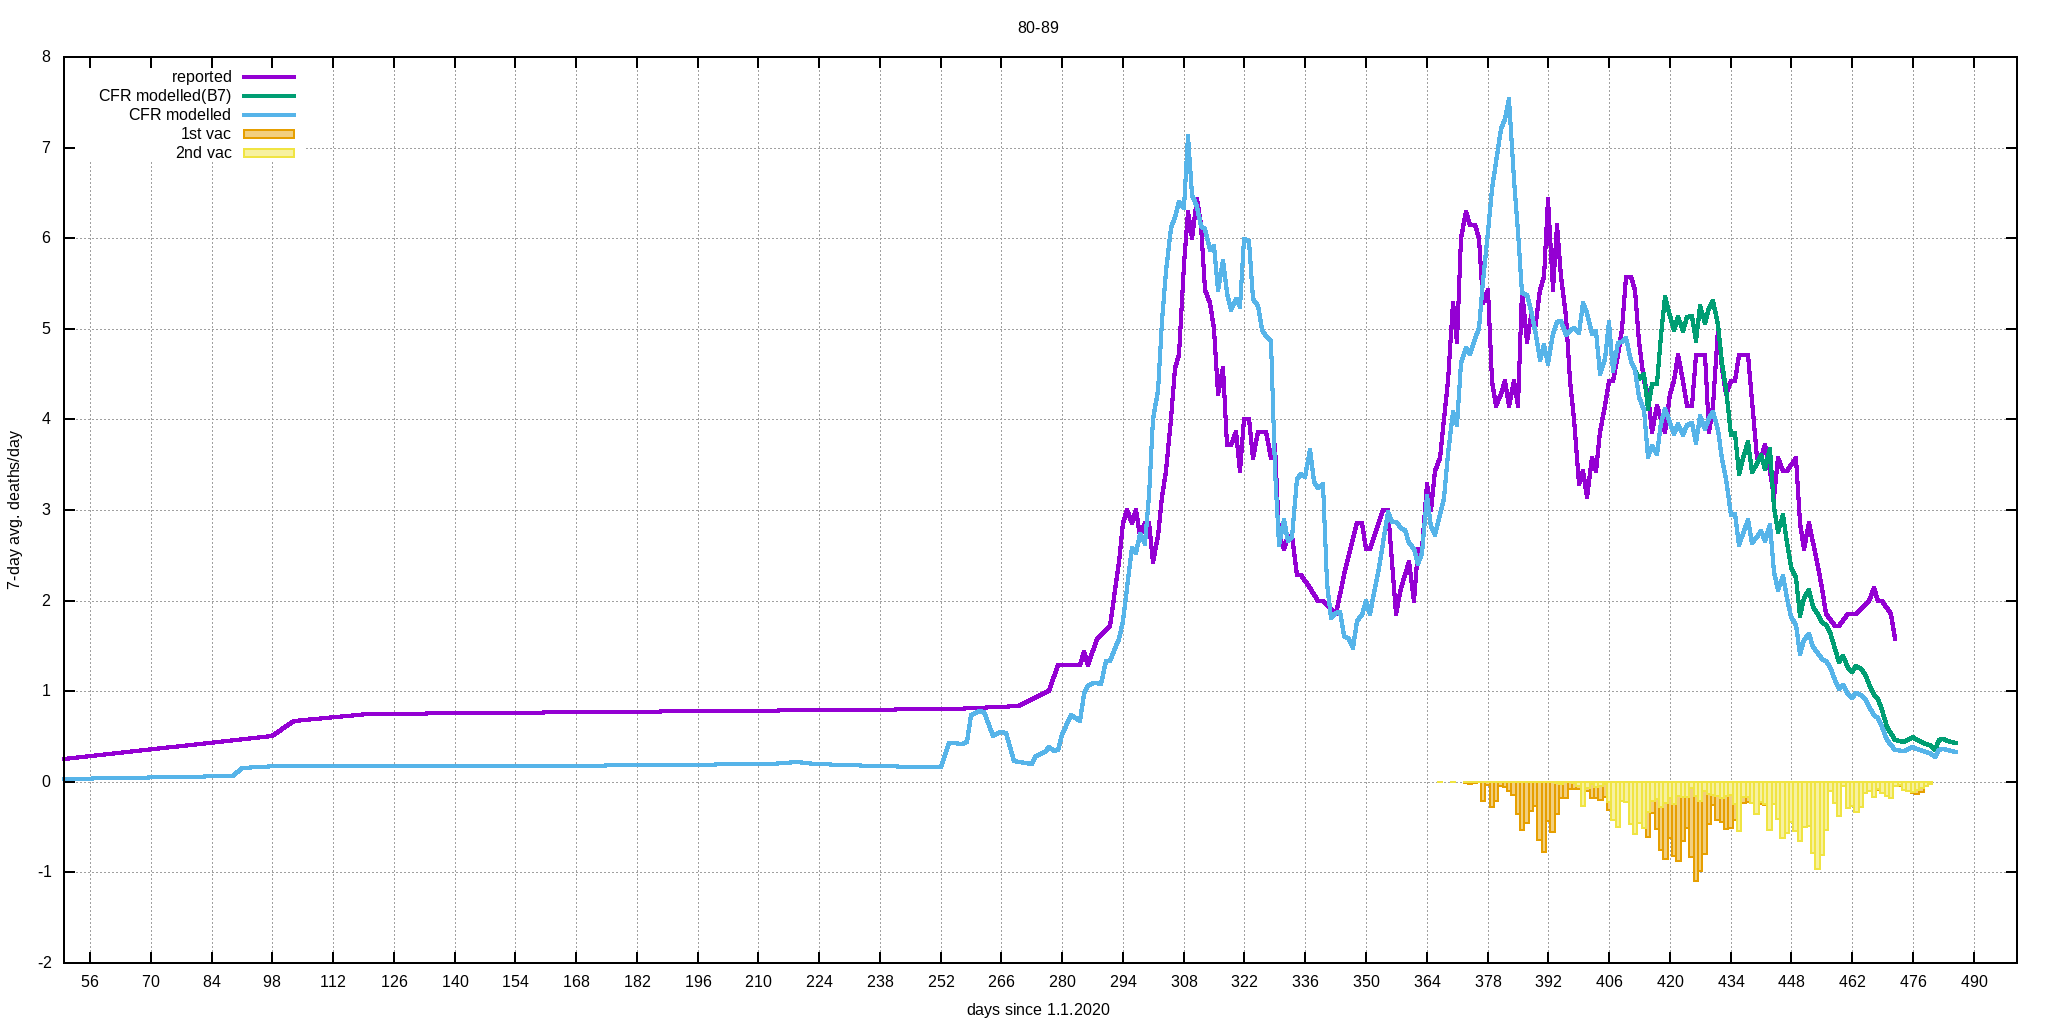 80-89
8
7
6
5
4
3
2
1
0
-1
-2
7-day avg. deaths/day
reported
CFR modelled(B7)
CFR modelled
1st vac
2nd vac
56 70 84 98 112 126 140 154 168 182 196 210 224 238 252 266 280 294 308 322 336 350 364 378 392 406 420 434 448 462 476 490
days since 1.1.2020